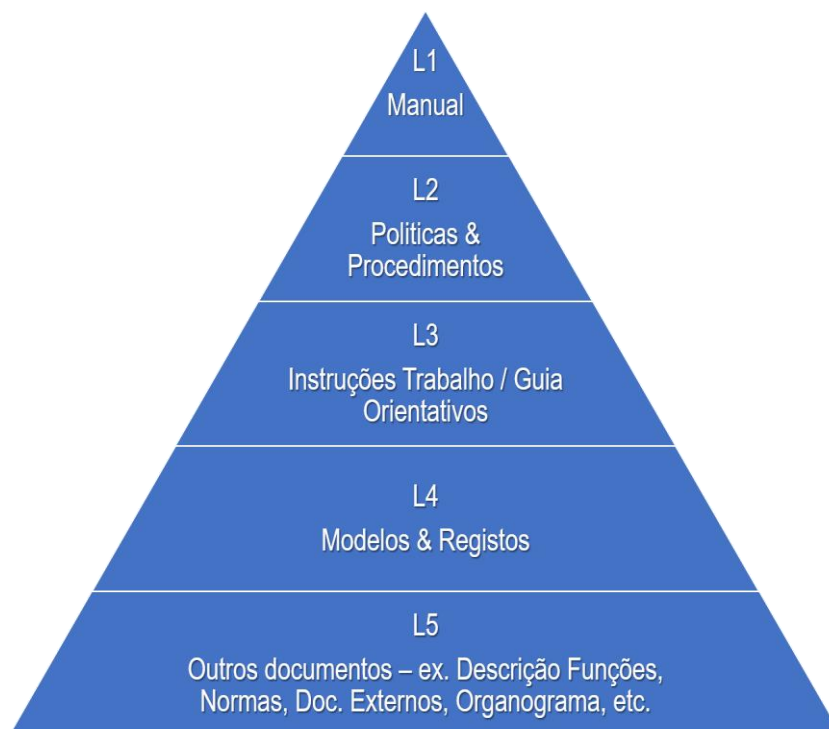 L1
Manual
L2
Politicas &
Procedimentos
L3
Instruções Trabalho / Guia
Orientativos
L4
Modelos & Registos
L5
Outros documentos – ex. Descrição Funções,
Normas, Doc. Externos, Organograma, etc.